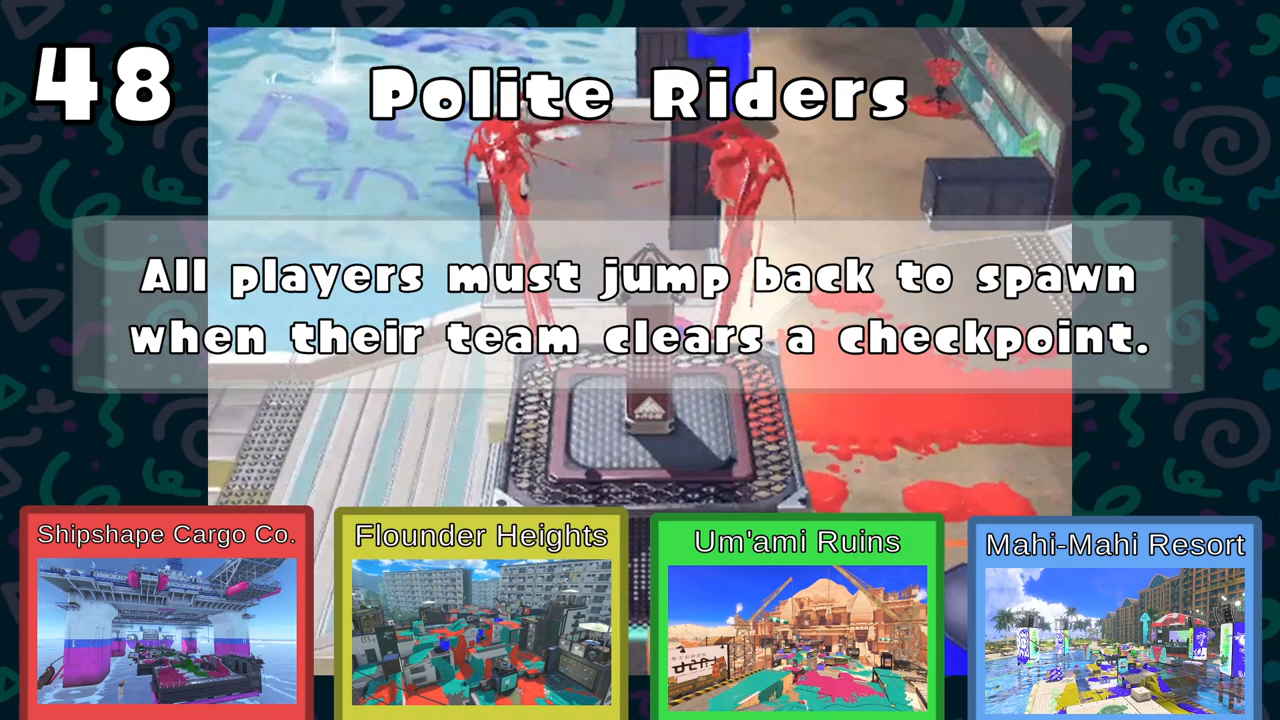 48
Polite Riders
All players must jump back to spawn
when their team clears a checkpoint.
Shipshape Cargo Co.
Flounder Heights
Um'ami Ruins
Mahi-Mahi Resort